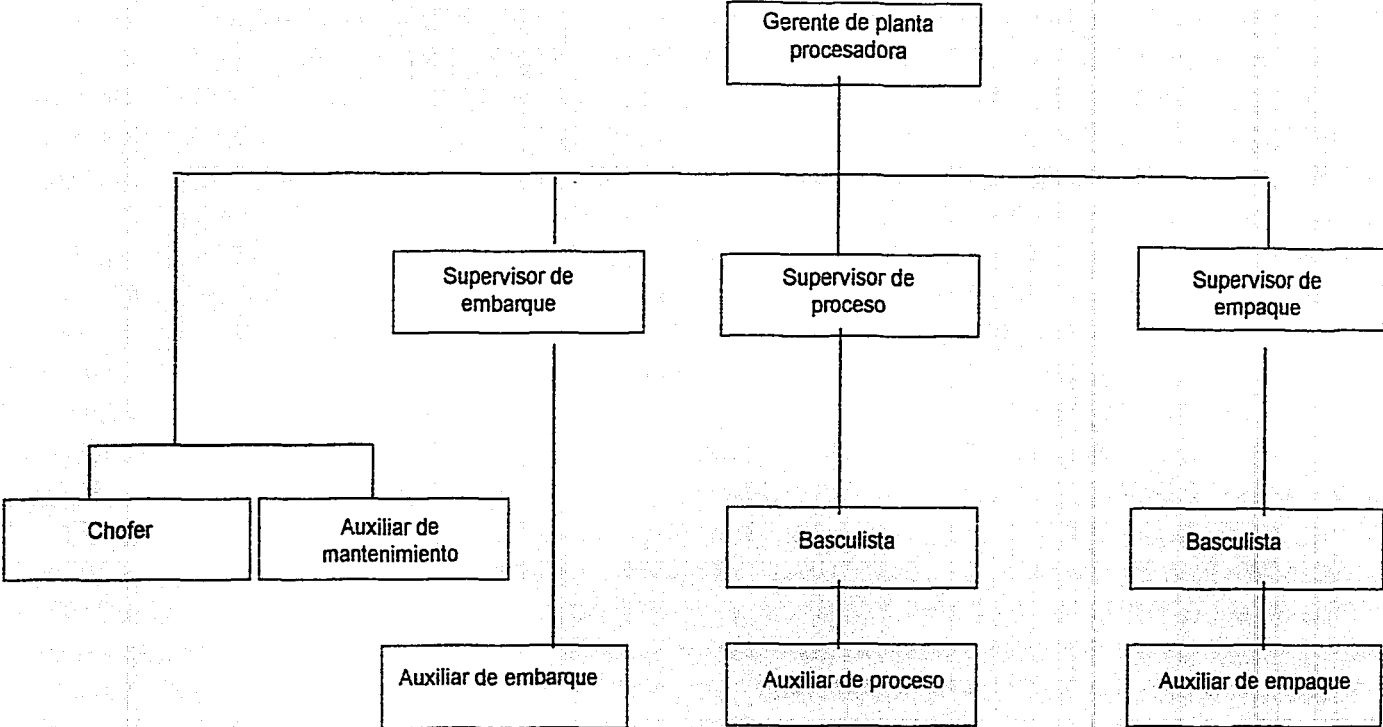 Gerente de planta
procesadora
Supervisor de
embarque
Supervisor de
proceso
Supervisor de
empaque
Chofer
Auxiliar de
mantenimiento
Basculista
Basculista
Auxiliar de embarque
Auxiliar de proceso
Auxiliar de empaque